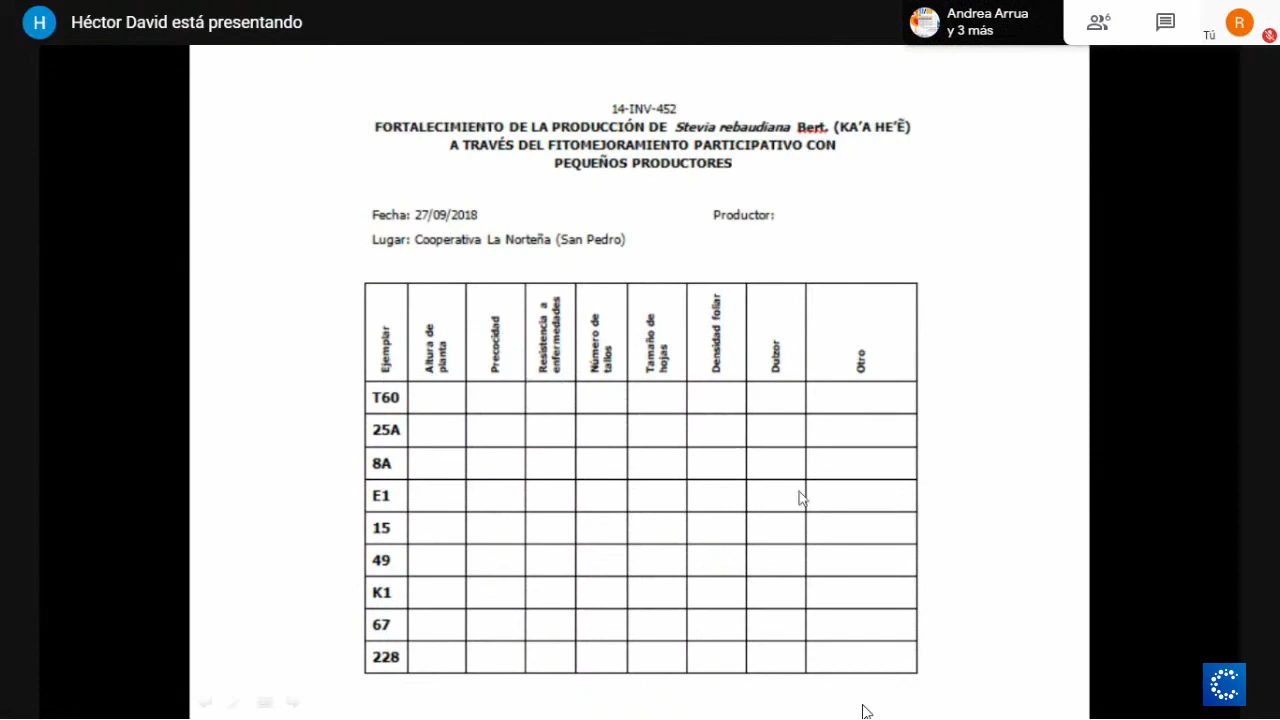 H Héctor David está presentando
Andrea Arrua
y 3 más
6
Tú
R
14-INV-452
FORTALECIMIENTO DE LA PRODUCCIÓN DE Stevia rebaudiana Bert. (KA'A HE'Ẽ)
A TRAVÉS DEL FITOMEJORAMIENTO PARTICIPATIVO CON
PEQUEÑOS PRODUCTORES
Fecha: 27/09/2018 Productor:
Lugar: Cooperativa La Norteña (San Pedro)
Ejemplar
Altura de
planta
Precocidad
Resistencia a
enfermedades
Número de
tallos
Tamaño de
hojas
Densidad foliar
Dulzor
Otro
T60
25A
8A
E1
15
49
K1
67
228